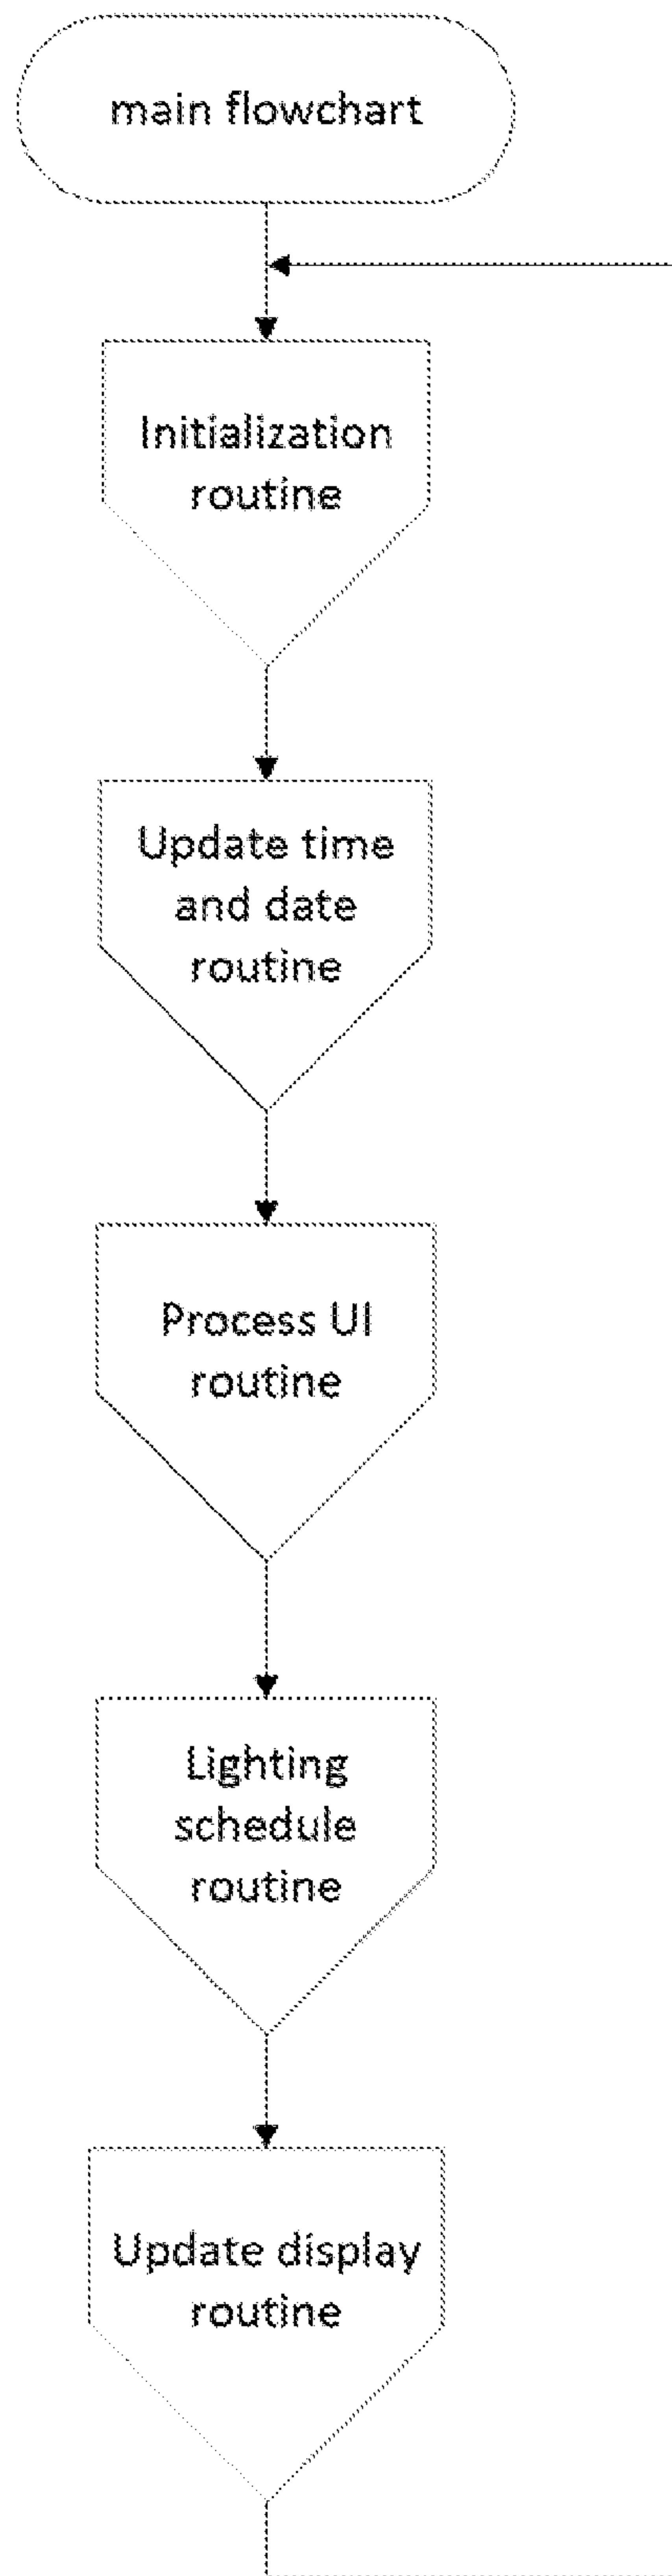 main flowchart
Initialization
routine
Update time
and date
routine
Process UI
routine
Lighting
schedule
routine
Update display
routine